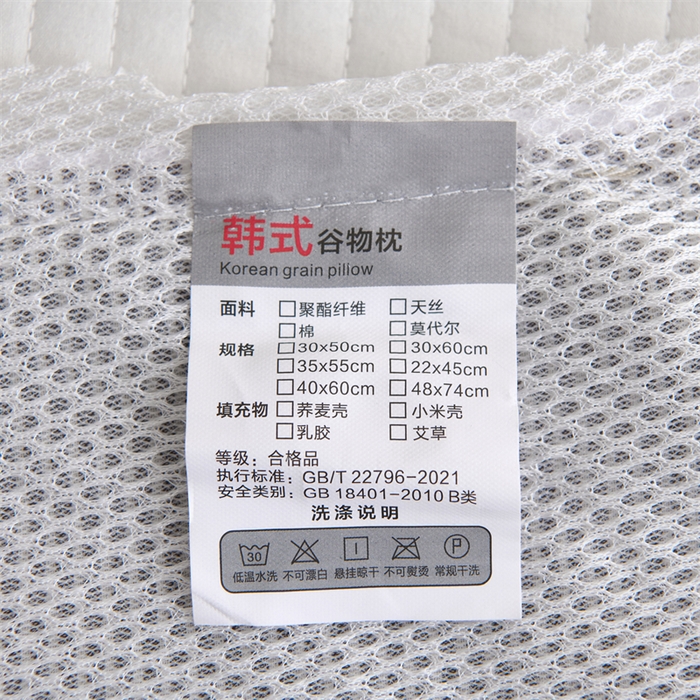 韩式谷物枕
Korean grain pillow
面料 □聚酯纤维 □天丝
□棉 □莫代尔
规格 □30x50cm □30x60cm
□35x55cm □22x45cm
□40x60cm □48x74cm
填充物 □荞麦壳 □小米壳
□乳胶 □艾草
等级：合格品
执行标准：GB/T 22796-2021
安全类别：GB 18401-2010 B类
洗涤说明
30 P
低温水洗 不可漂白 悬挂晾干 不可熨烫 常规干洗